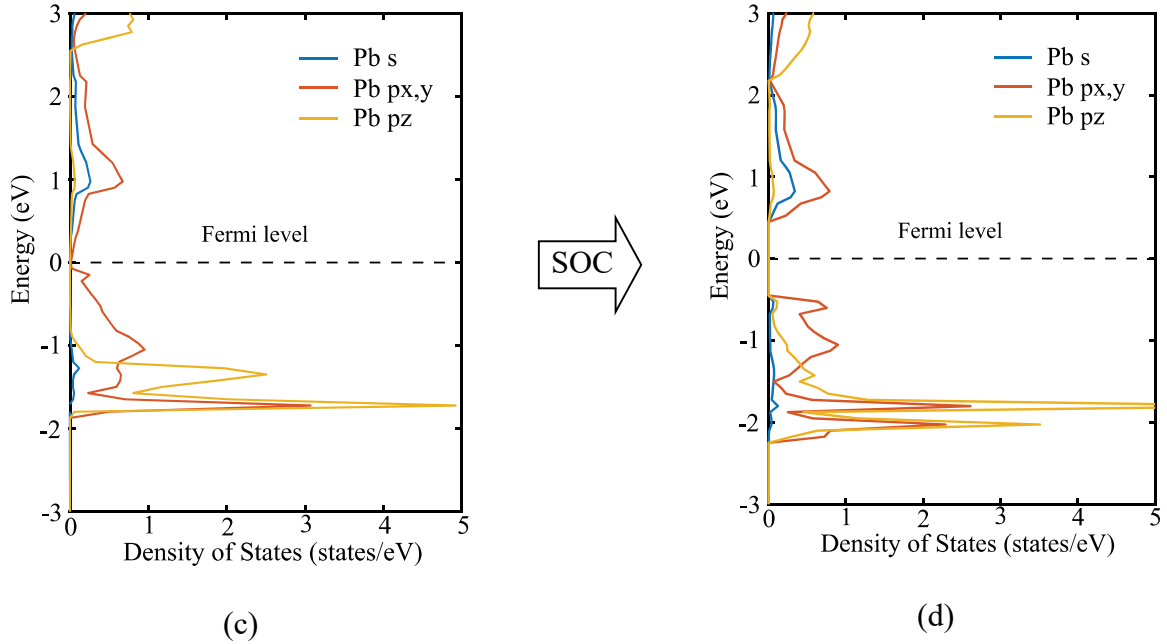 3
2
1
0
-1
-2
-3
Energy (eV)
Pb s
Pb px,y
Pb pz
Fermi level
0
1
2
3
4
5
Density of States (states/eV)
(c)
SOC
3
2
1
0
-1
-2
-3
Energy (eV)
Pb s
Pb px,y
Pb pz
Fermi level
0
1
2
3
4
5
Density of States (states/eV)
(d)